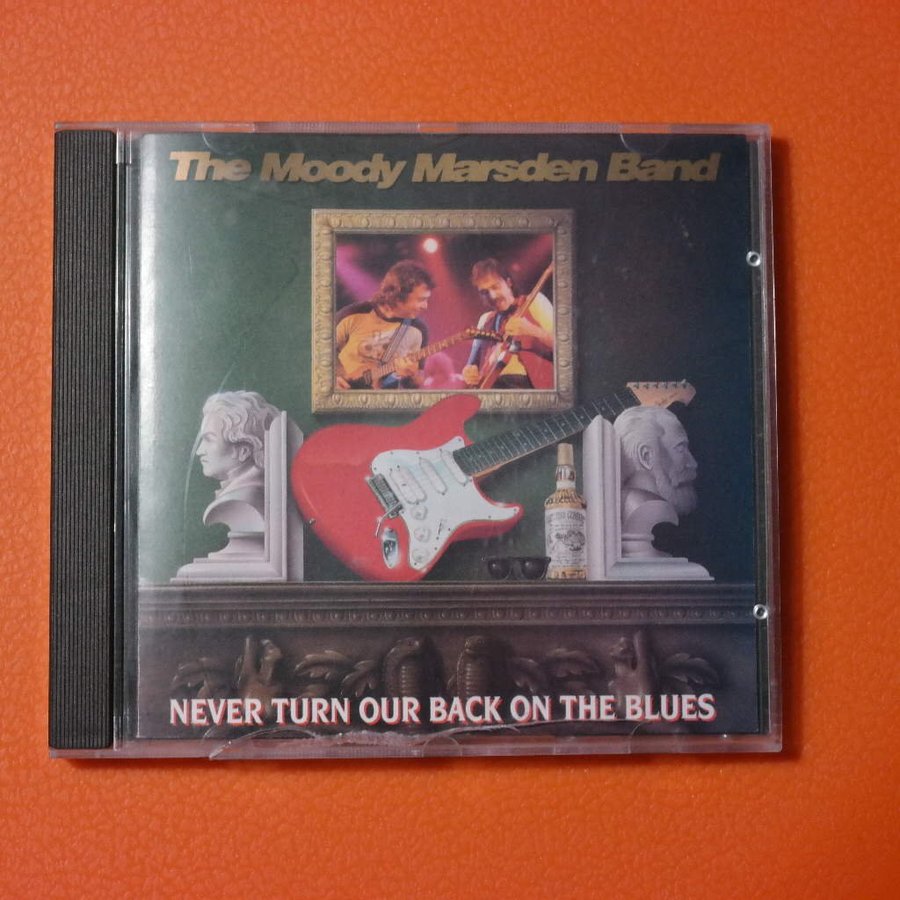 The Moody Marsden Band
NEVER TURN OUR BACK ON THE BLUES